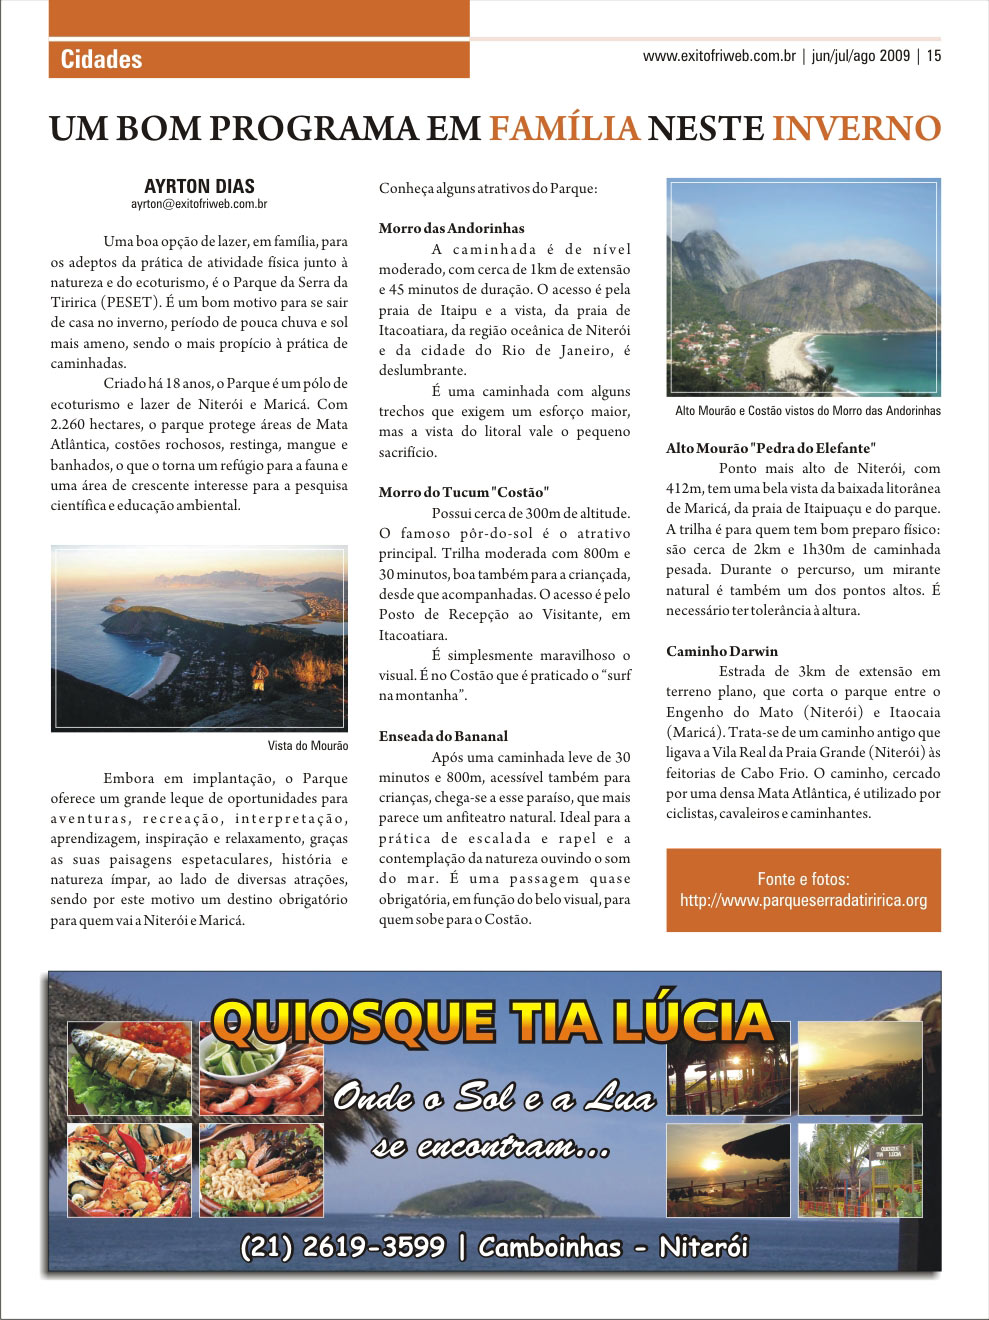 Cidades
www.exitofriweb.com.br | jun/jul/ago 2009 | 15
UM BOM PROGRAMA EM FAMÍLIA NESTE INVERNO
AYRTON DIAS
ayrton@exitofriweb.com.br
Uma boa opção de lazer, em família, para
os adeptos da prática de atividade física junto à
natureza e do ecoturismo, é o Parque da Serra da
Tiririca (PESET). É um bom motivo para se sair
de casa no inverno, período de pouca chuva e sol
mais ameno, sendo o mais propício à prática de
caminhadas.
Criado há 18 anos, o Parque é um pólo de
ecoturismo e lazer de Niterói e Maricá. Com
2.260 hectares, o parque protege áreas de Mata
Atlântica, costões rochosos, restinga, mangue e
banhados, o que o torna um refúgio para a fauna e
uma área de crescente interesse para a pesquisa
científica e educação ambiental.
Vista do Mourão
Embora em implantação, o Parque
oferece um grande leque de oportunidades para
aventuras, recreação, interpretação,
aprendizagem, inspiração e relaxamento, graças
as suas paisagens espetaculares, história e
natureza ímpar, ao lado de diversas atrações,
sendo por este motivo um destino obrigatório
para quem vai a Niterói e Maricá.
Conheça alguns atrativos do Parque:
Morro das Andorinhas
A caminhada é de nível
moderado, com cerca de 1km de extensão
e 45 minutos de duração. O acesso é pela
praia de Itaipu e a vista, da praia de
Itacoatiara, da região oceânica de Niterói
e da cidade do Rio de Janeiro, é
deslumbrante.
É uma caminhada com alguns
trechos que exigem um esforço maior,
mas a vista do litoral vale o pequeno
sacrifício.
Morro do Tucum "Costão"
Possui cerca de 300m de altitude.
O famoso pôr-do-sol é o atrativo
principal. Trilha moderada com 800m e
30 minutos, boa também para a criançada,
desde que acompanhadas. O acesso é pelo
Posto de Recepção ao Visitante, em
Itacoatiara.
É simplesmente maravilhoso o
visual. É no Costão que é praticado o “surf
na montanha”.
Enseada do Bananal
Após uma caminhada leve de 30
minutos e 800m, acessível também para
crianças, chega-se a esse paraíso, que mais
parece um anfiteatro natural. Ideal para a
prática de escalada e rapel e a
contemplação da natureza ouvindo o som
do mar. É uma passagem quase
obrigatória, em função do belo visual, para
quem sobe para o Costão.
Alto Mourão e Costão vistos do Morro das Andorinhas
Alto Mourão "Pedra do Elefante"
Ponto mais alto de Niterói, com
412m, tem uma bela vista da baixada litorânea
de Maricá, da praia de Itaipuaçu e do parque.
A trilha é para quem tem bom preparo físico:
são cerca de 2km e 1h30m de caminhada
pesada. Durante o percurso, um mirante
natural é também um dos pontos altos. É
necessário ter tolerância à altura.
Caminho Darwin
Estrada de 3km de extensão em
terreno plano, que corta o parque entre o
Engenho do Mato (Niterói) e Itaocaia
(Maricá). Trata-se de um caminho antigo que
ligava a Vila Real da Praia Grande (Niterói) às
feitorias de Cabo Frio. O caminho, cercado
por uma densa Mata Atlântica, é utilizado por
ciclistas, cavaleiros e caminhantes.
Fonte e fotos:
http://www.parqueserradatiririca.org
QUIOSQUE TIA LÚCIA
Onde o Sol e a Lua
se encontram...
QUIOSQUE
TIA LÚCIA
(21) 2619-3599 | Camboinhas - Niterói